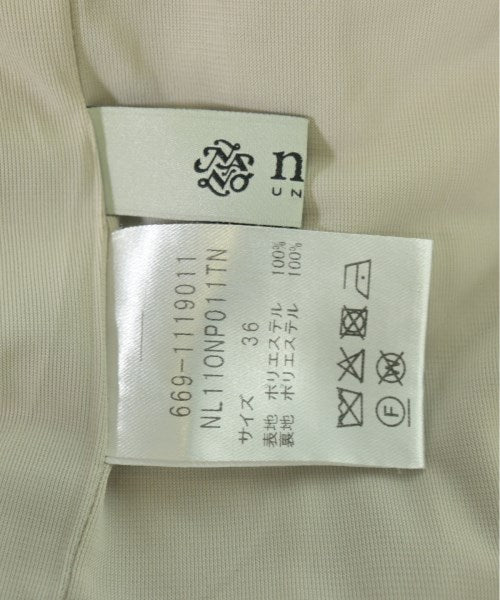 n
UN
669-1119011
NL110NP011TN
サイズ 36
表地 ポリエステル 100%
裏地 ポリエステル 100%
F
W